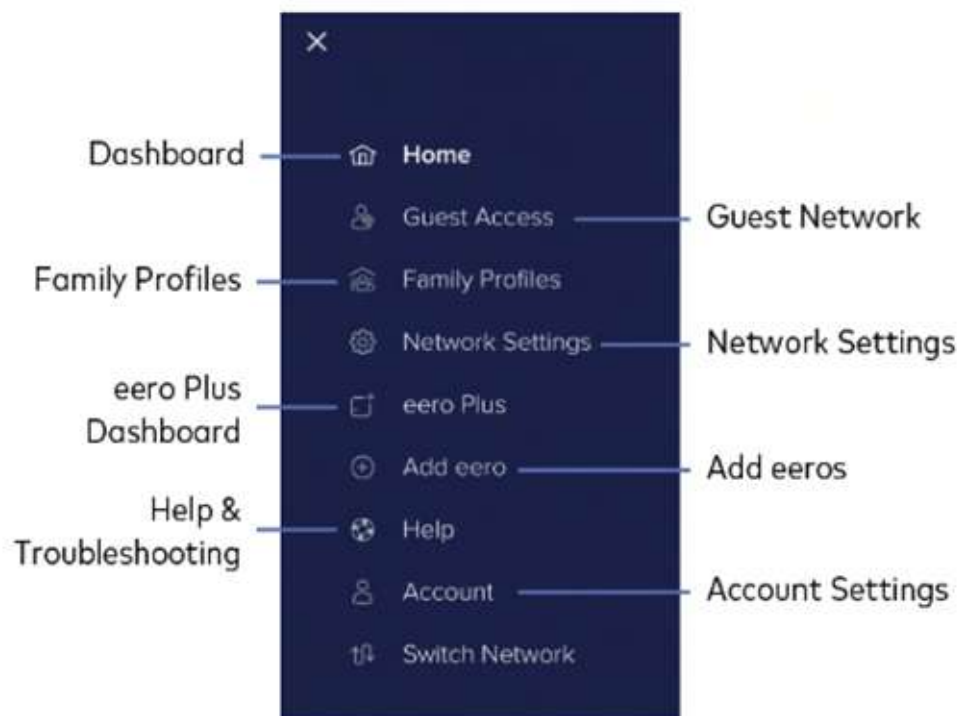 Dashboard
Home
Guest Access
Guest Network
Family Profiles
Family Profiles
Network Settings
Network Settings
eero Plus
Dashboard
eero Plus
Add eero
Add eeros
Help &
Troubleshooting
Help
Account
Account Settings
Switch Network